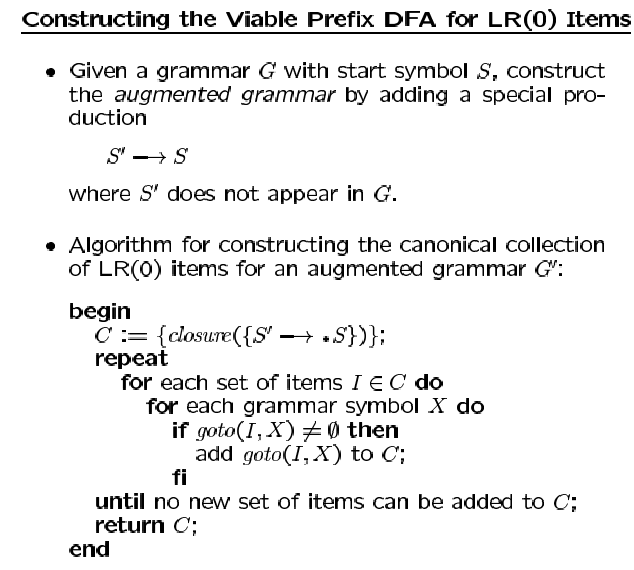 Constructing the Viable Prefix DFA for LR(0) Items
• Given a grammar G with start symbol S, construct
the augmented grammar by adding a special pro-
duction
S′ ⟶ S
where S′ does not appear in G.
• Algorithm for constructing the canonical collection
of LR(0) items for an augmented grammar G′:
begin
C := {closure({S′ ⟶ •S})};
repeat
for each set of items I ∈ C do
for each grammar symbol X do
if goto(I, X) ≠ ∅ then
add goto(I, X) to C;
fi
until no new set of items can be added to C;
return C;
end